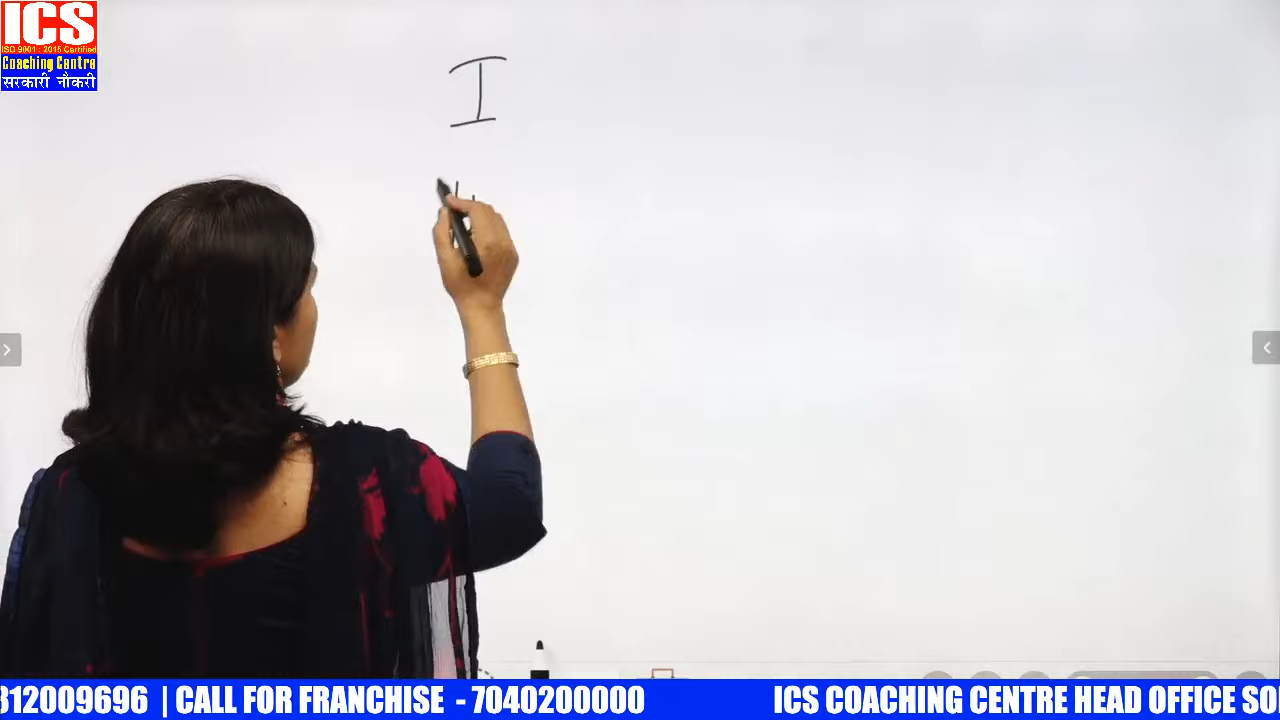 ICS
ISO 9001 : 2015 Certified
Coaching Centre
सरकारी नौकरी
I
312009696 | CALL FOR FRANCHISE - 7040200000 ICS COACHING CENTRE HEAD OFFICE SO